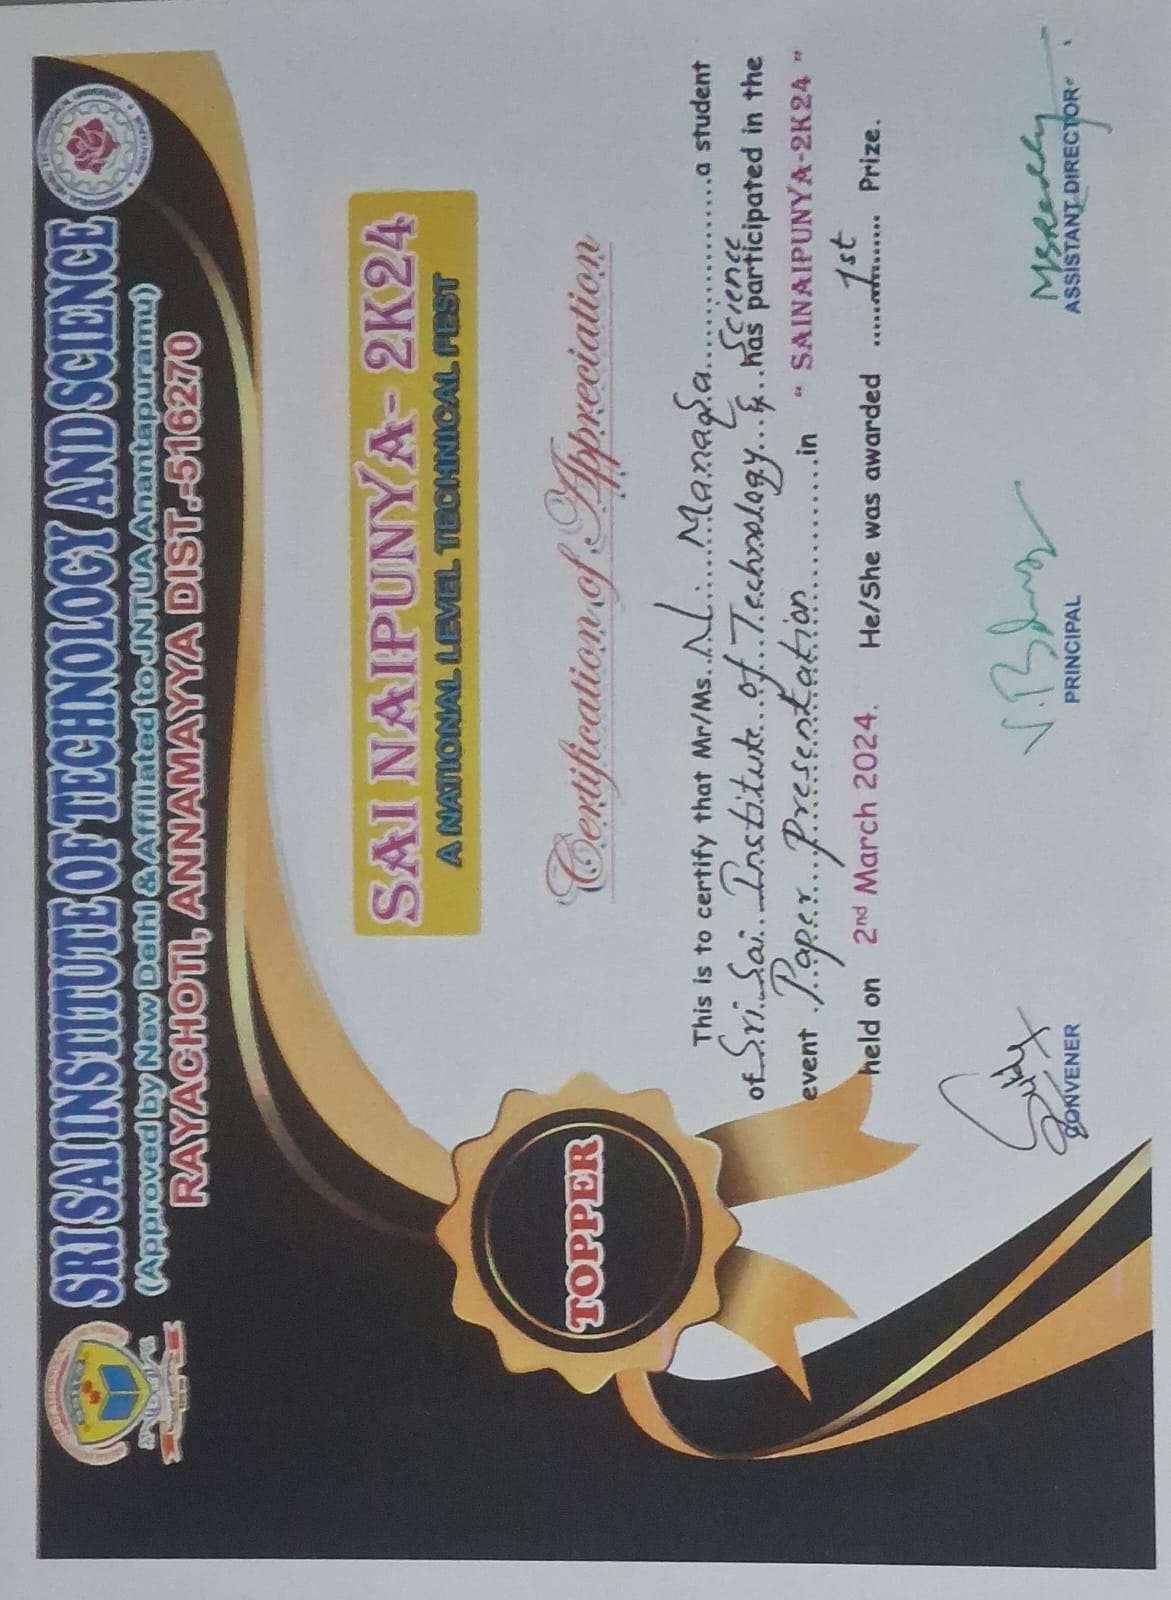 SRI SAI INSTITUTE OF TECHNOLOGY AND SCIENCE
(Approved by New Delhi & Affiliated to JNTUA Anantapuramu)
RAYACHOTI, ANNAMAYYA DIST.-516270
SAI NAIPUNYA- 2K24
A NATIONAL LEVEL TECHNICAL FEST
TOPPER
Certification of Appreciation
This is to certify that Mr/Ms. N. Manasa a student
of Sri Sai Institute of Technology & Science has participated in the
event Paper Presentation in " SAINAIPUNYA-2K24 "
held on 2nd March 2024. He/She was awarded 1st Prize.
MSReddy
CONVENER PRINCIPAL ASSISTANT DIRECTOR